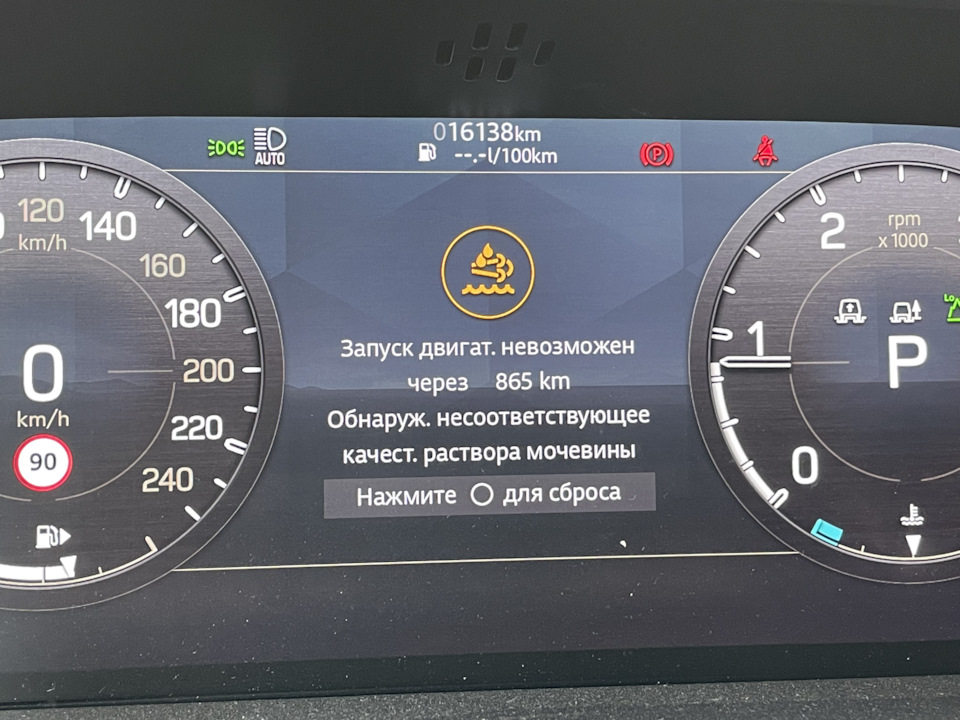 016138km
AUTO
--.-l/100km
120
140
km/h
160
180
200
220
240
0
km/h
90
Запуск двигат. невозможен
через 865 km
Обнаруж. несоответствующее
качест. раствора мочевины
Нажмите для сброса
2
rpm
x 1000
1
P
0